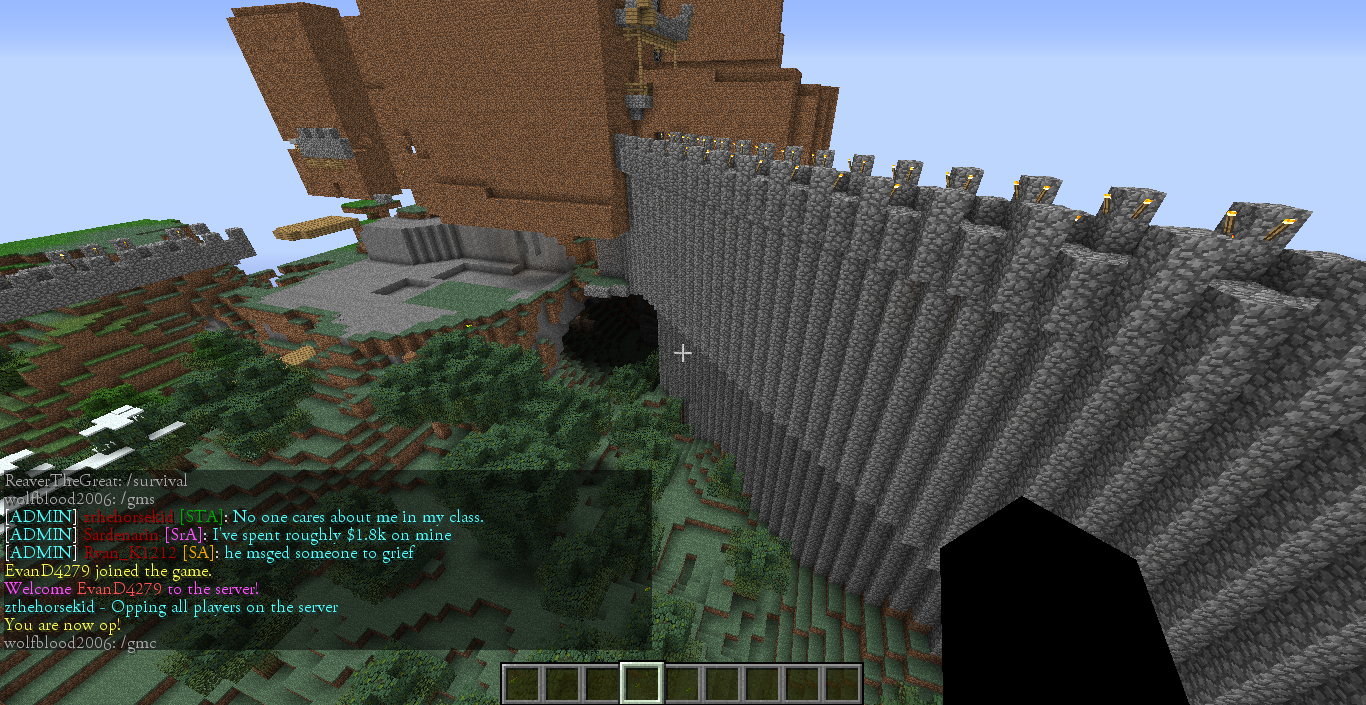 ReaverTheGreat: /survival
wolfblood2006: /gms
[ADMIN] zthehorsekid [STA]: No one cares about me in my class.
[ADMIN] Sardenarin [SrA]: I've spent roughly $1.8k on mine
[ADMIN] [SA]: he msged someone to grief
EvanD4279 joined the game.
Welcome EvanD4279 to the server!
zthehorsekid - Opping all players on the server
You are now op!
wolfblood2006: /gmc